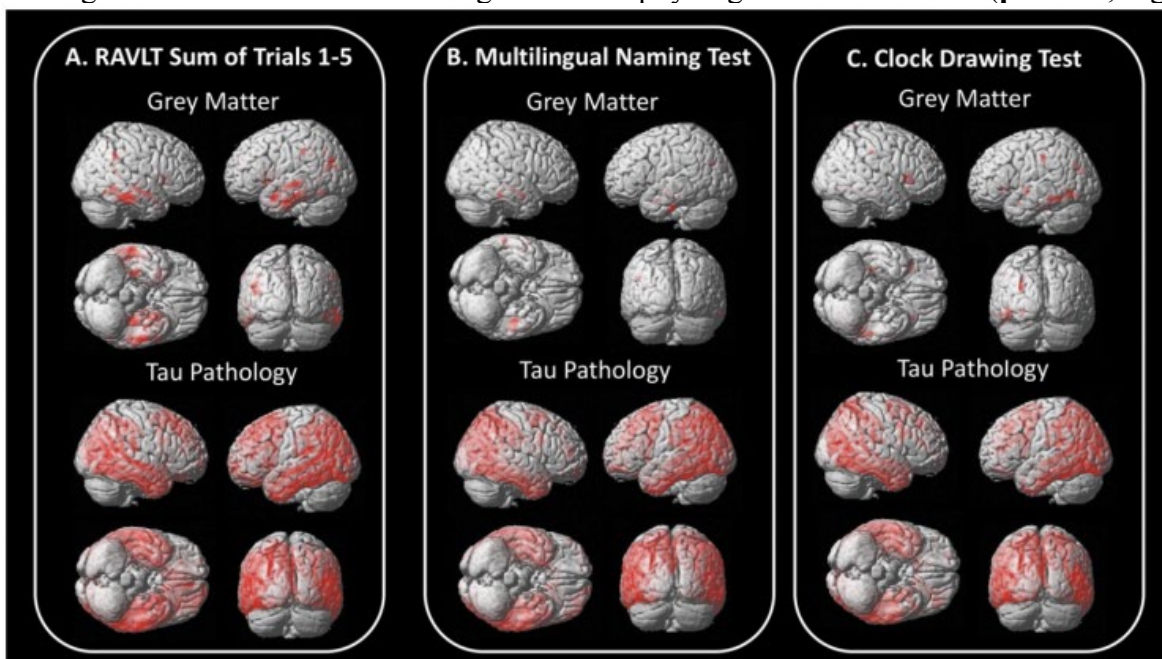 A. RAVLT Sum of Trials 1-5
Grey Matter
Tau Pathology
B. Multilingual Naming Test
Grey Matter
Tau Pathology
C. Clock Drawing Test
Grey Matter
Tau Pathology